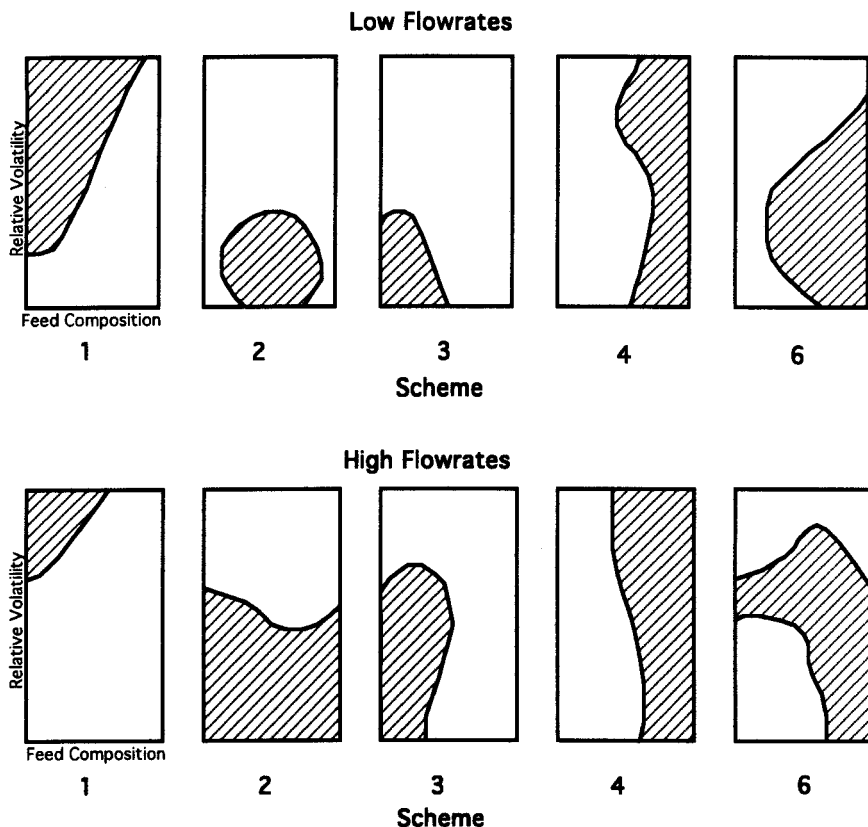 Low Flowrates
Relative Volatility
Feed Composition
1 2 3 4 6
Scheme
High Flowrates
Relative Volatility
Feed Composition
1 2 3 4 6
Scheme